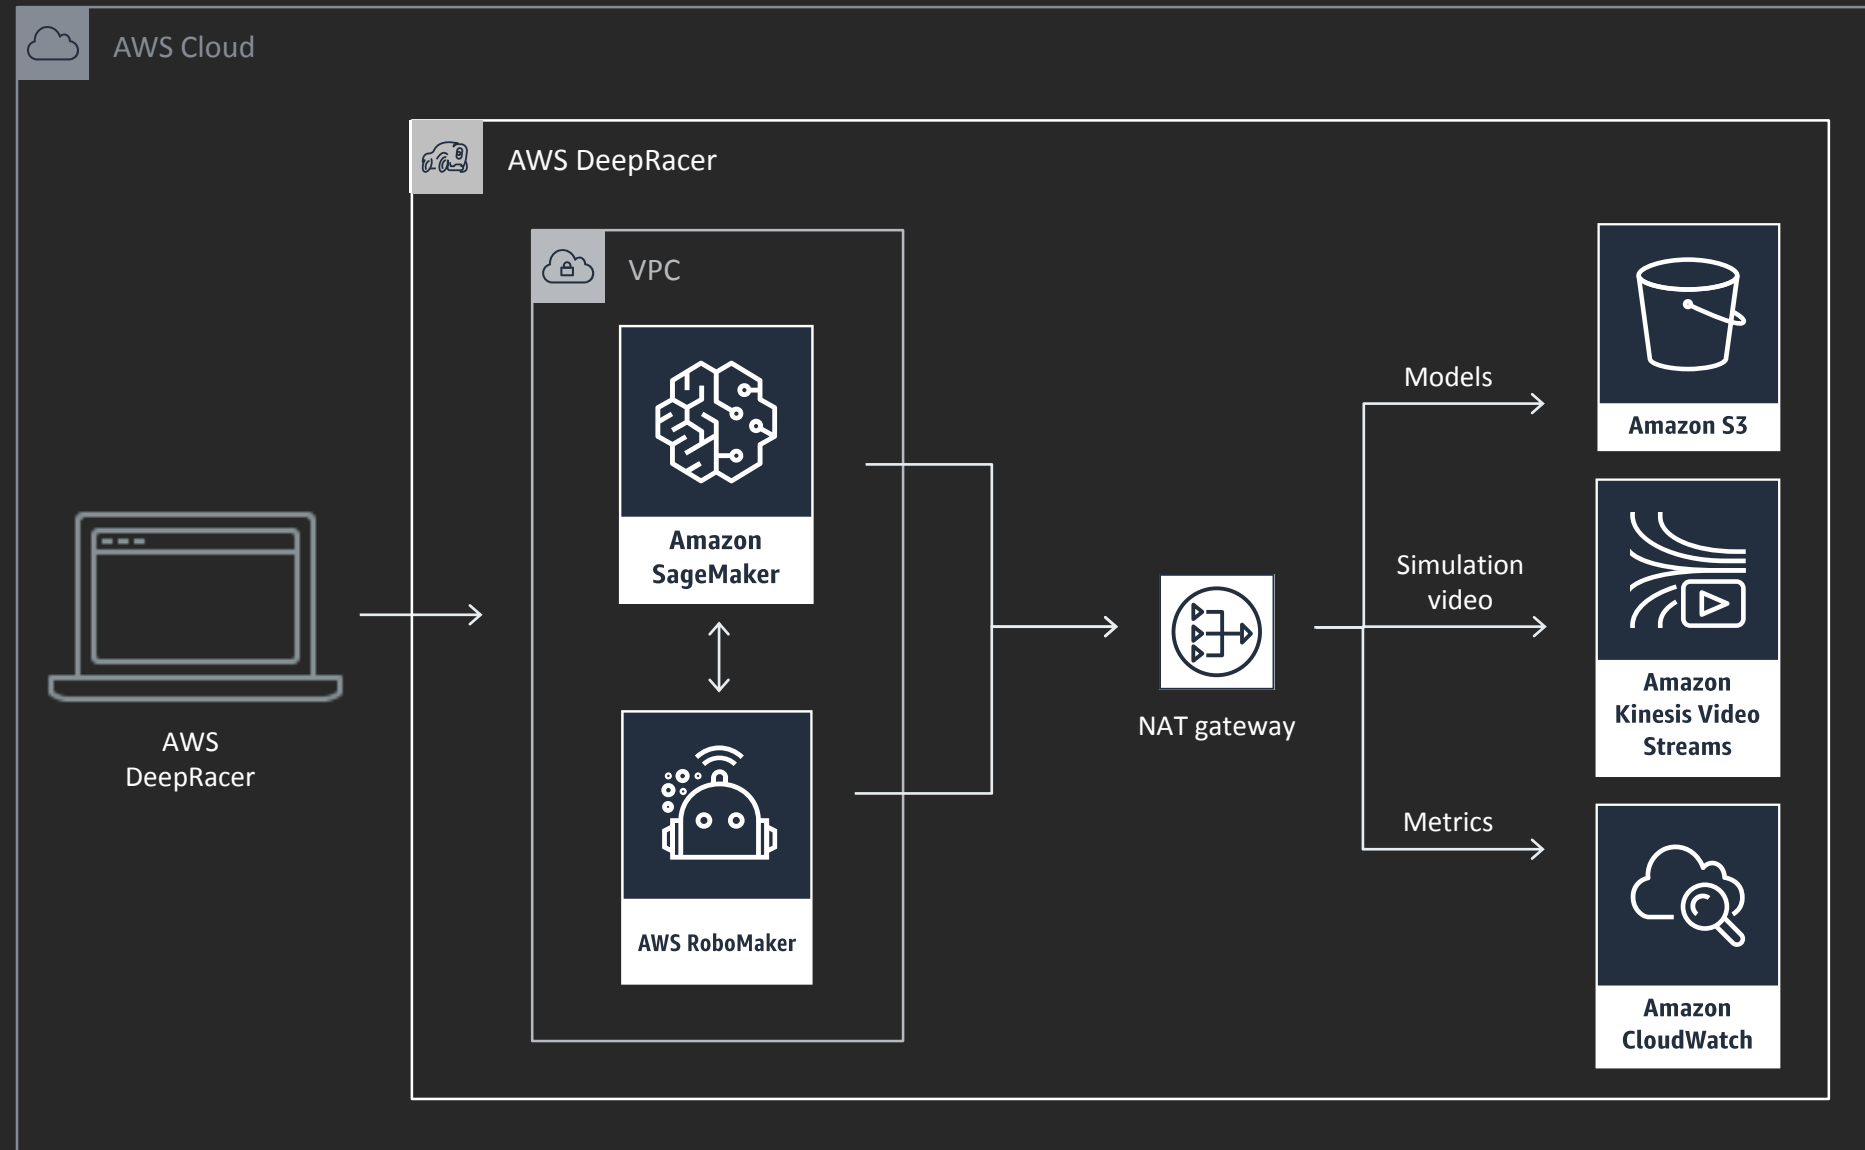 AWS Cloud
AWS DeepRacer
VPC
Amazon
SageMaker
AWS RoboMaker
AWS
DeepRacer
NAT gateway
Models
Simulation
video
Metrics
Amazon S3
Amazon
Kinesis Video
Streams
Amazon
CloudWatch